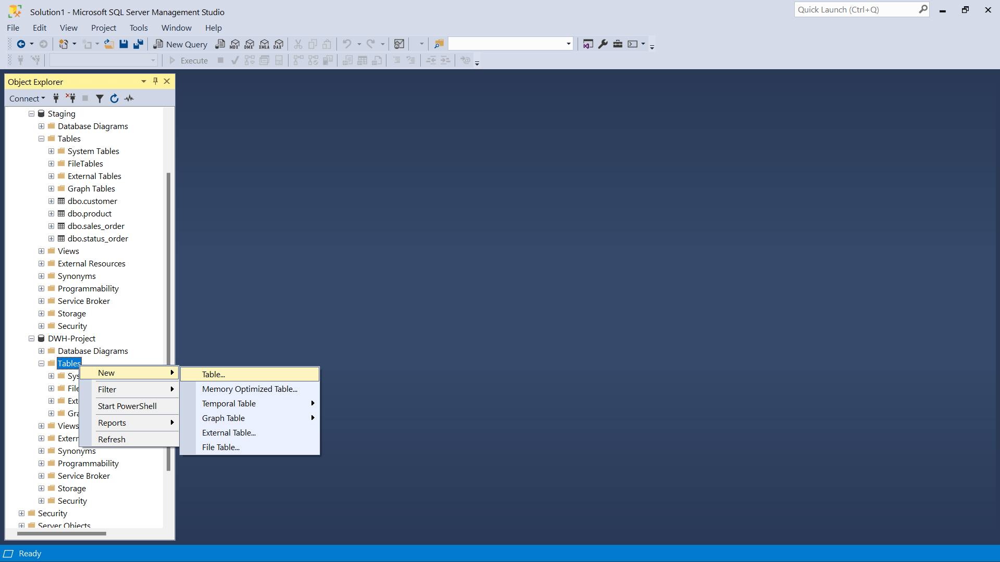 Solution1 - Microsoft SQL Server Management Studio
Quick Launch (Ctrl+Q)
File Edit View Project Tools Window Help
New Query MDX DMX XMLA DAX
Execute
Object Explorer
Connect
Staging
Database Diagrams
Tables
System Tables
FileTables
External Tables
Graph Tables
dbo.customer
dbo.product
dbo.sales_order
dbo.status_order
Views
External Resources
Synonyms
Programmability
Service Broker
Storage
Security
DWH-Project
Database Diagrams
Tables
Sys
File
Ext
Gra
Views
Extern
Synonyms
Programmability
Service Broker
Storage
Security
Security
Server Objects
New
Filter
Start PowerShell
Reports
Refresh
Table...
Memory Optimized Table...
Temporal Table
Graph Table
External Table...
File Table...
Ready